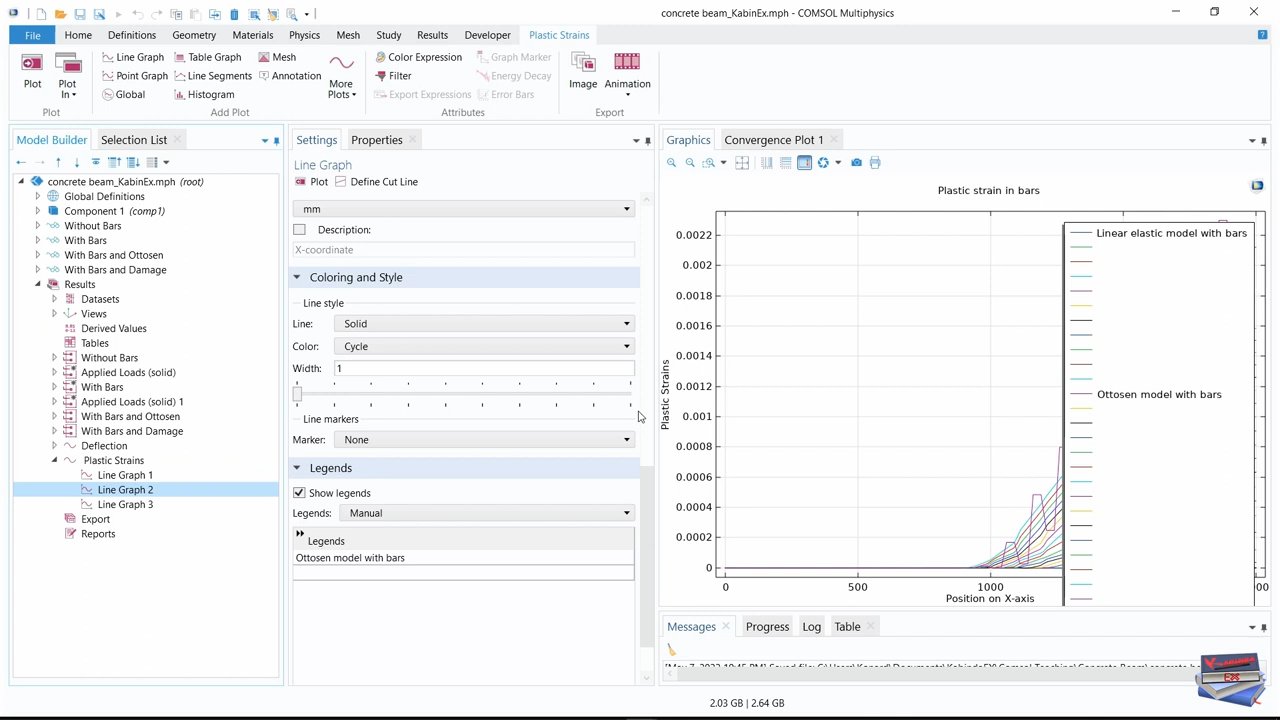 concrete beam_KabinEx.mph - COMSOL Multiphysics
File Home Definitions Geometry Materials Physics Mesh Study Results Developer Plastic Strains
Plot
Plot In
Line Graph
Point Graph
Global
Table Graph
Line Segments
Histogram
Mesh
Annotation
More Plots
Color Expression
Filter
Export Expressions
Graph Marker
Energy Decay
Error Bars
Image
Animation
Plot
Add Plot
Attributes
Export
Model Builder
Selection List
concrete beam_KabinEx.mph (root)
Global Definitions
Component 1 (comp1)
Without Bars
With Bars
With Bars and Ottosen
With Bars and Damage
Results
Datasets
Views
Derived Values
Tables
Without Bars
Applied Loads (solid)
With Bars
Applied Loads (solid) 1
With Bars and Ottosen
With Bars and Damage
Deflection
Plastic Strains
Line Graph 1
Line Graph 2
Line Graph 3
Export
Reports
Settings
Properties
Line Graph
Plot
Define Cut Line
mm
Description:
X-coordinate
Coloring and Style
Line style
Line: Solid
Color: Cycle
Width: 1
Line markers
Marker: None
Legends
Show legends
Legends: Manual
Legends
Ottosen model with bars
Graphics
Convergence Plot 1
Plastic strain in bars
Plastic Strains
0.0022
0.002
0.0018
0.0016
0.0014
0.0012
0.001
0.0008
0.0006
0.0004
0.0002
0
0 500 1000 00
Position on X-axis
Linear elastic model with bars
Ottosen model with bars
Messages Progress Log Table
2.03 GB | 2.64 GB
EX